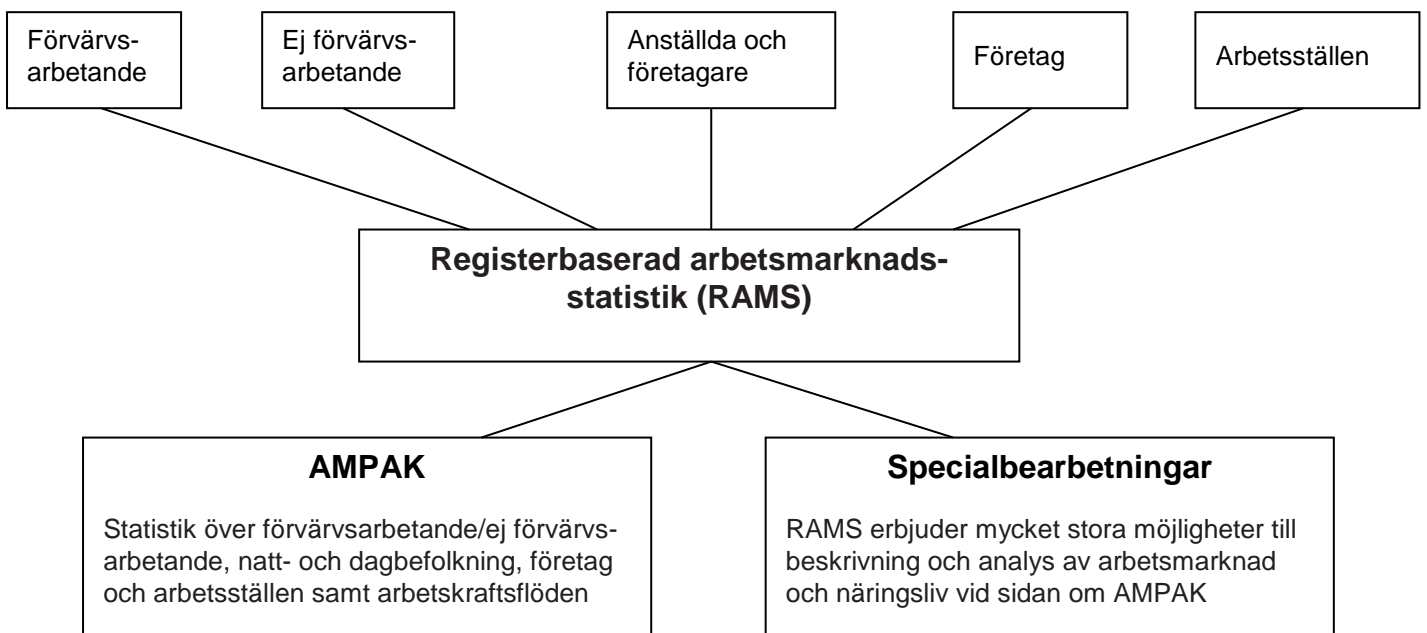 Förvärvs-
arbetande
Ej förvärvs-
arbetande
Anställda och
företagare
Företag
Arbetsställen
Registerbaserad arbetsmarknads-
statistik (RAMS)
AMPAK
Statistik över förvärvsarbetande/ej förvärvs-
arbetande, natt- och dagbefolkning, företag
och arbetsställen samt arbetskraftsflöden
Specialbearbetningar
RAMS erbjuder mycket stora möjligheter till
beskrivning och analys av arbetsmarknad
och näringsliv vid sidan om AMPAK